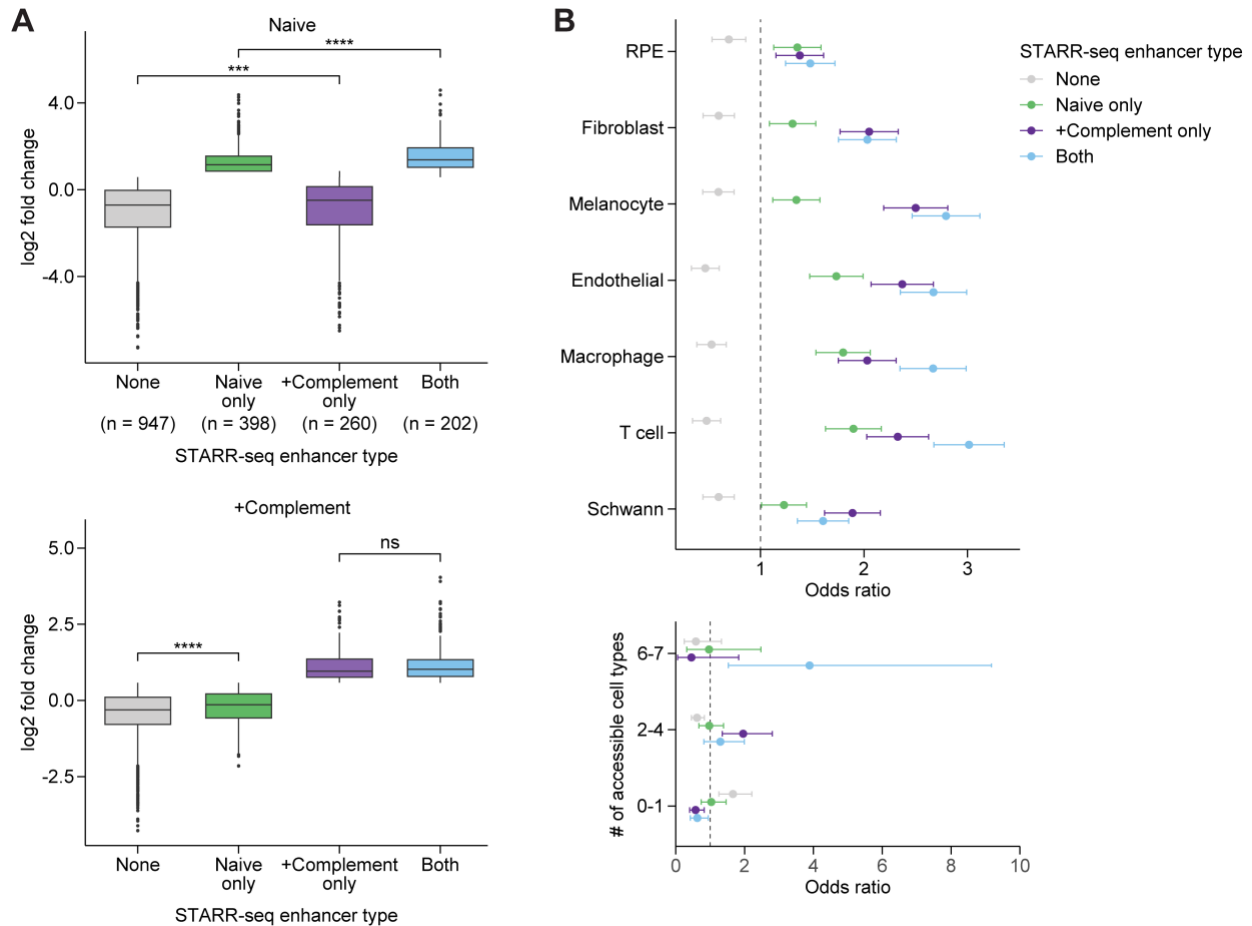 A
Naive
****
***
4.0
0.0
-4.0
log2 fold change
None
Naive
only
+Complement
only
Both
(n = 947)
(n = 398)
(n = 260)
(n = 202)
STARR-seq enhancer type
+Complement
ns
****
5.0
2.5
0.0
-2.5
log2 fold change
None
Naive
only
+Complement
only
Both
STARR-seq enhancer type
B
RPE
Fibroblast
Melanocyte
Endothelial
Macrophage
T cell
Schwann
1
2
3
Odds ratio
STARR-seq enhancer type
None
Naive only
+Complement only
Both
# of accessible cell types
6-7
2-4
0-1
0
2
4
6
8
10
Odds ratio